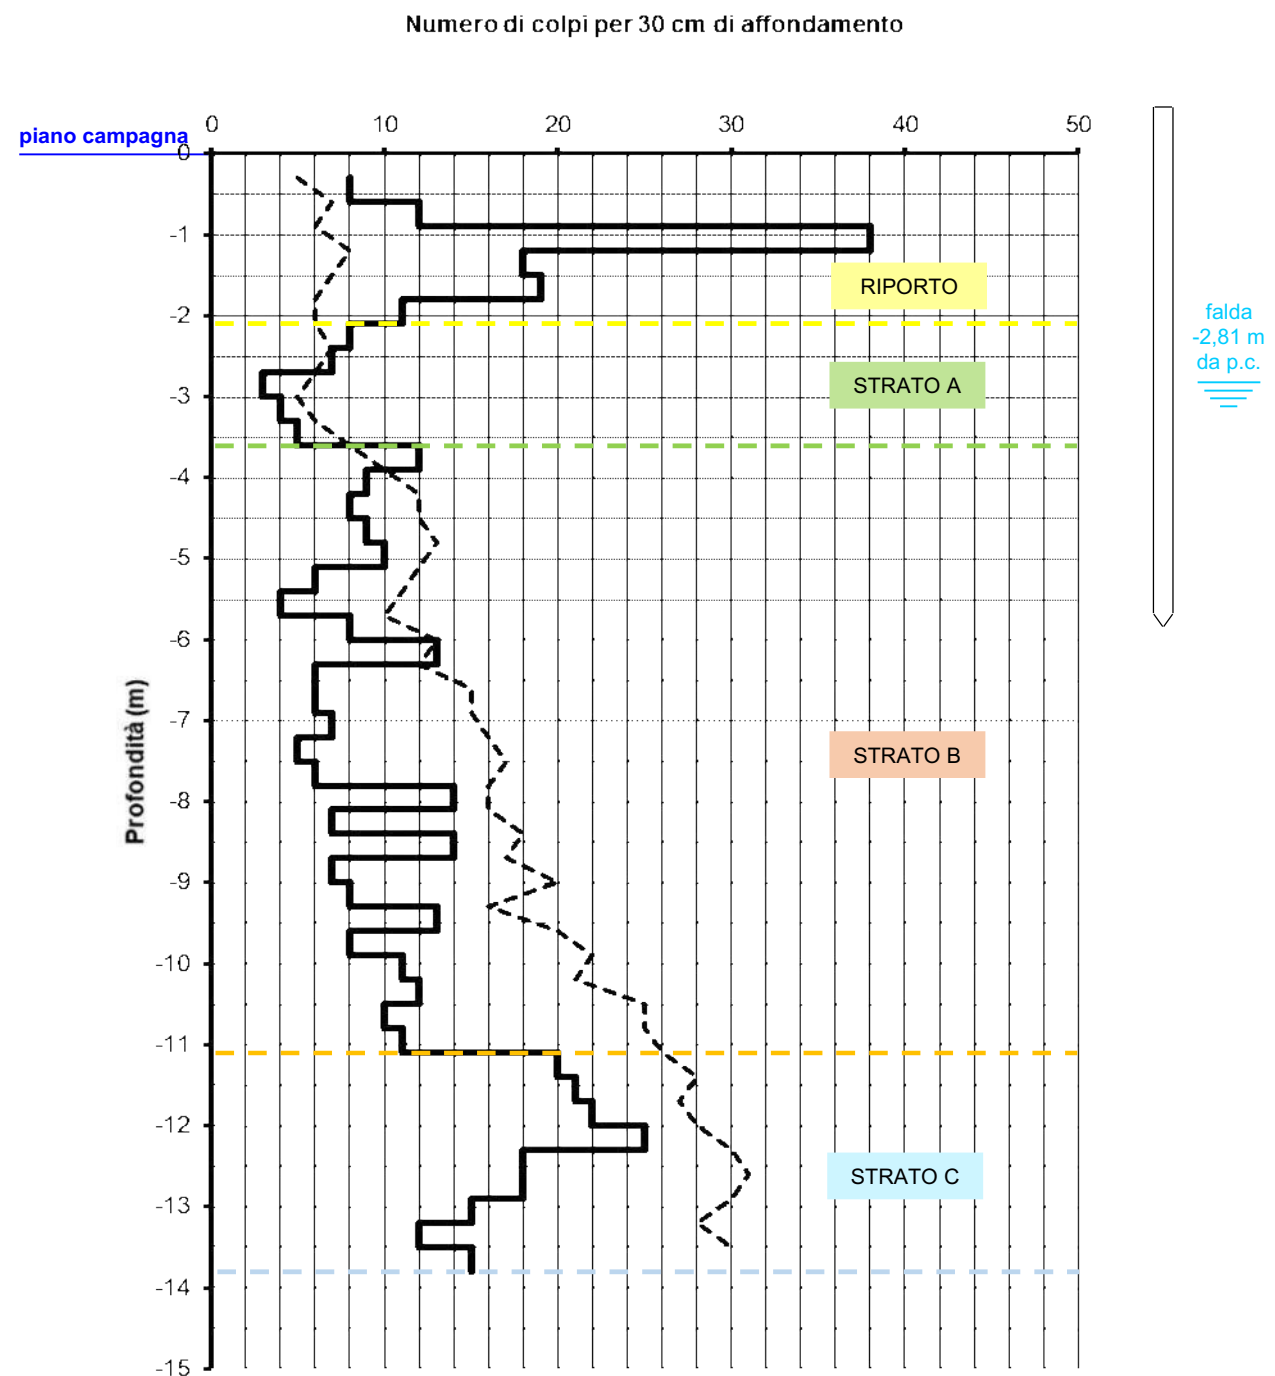 Numero di colpi per 30 cm di affondamento
piano campagna
0 10 20 30 40 50
0
-1
-2
-3
-4
-5
-6
-7
-8
-9
-10
-11
-12
-13
-14
-15
Profondità (m)
RIPORTO
STRATO A
STRATO B
STRATO C
falda
-2,81 m
da p.c.